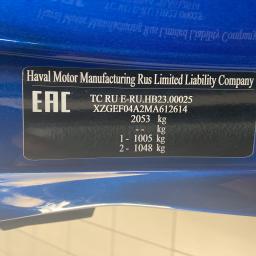 Haval Motor Manufacturing Rus Limited Liability Company
EAC
TC RU E-RU.HB23.00025
XZGEF04A2MA612614
2053 kg
-- kg
1- 1005 kg
2- 1048 kg